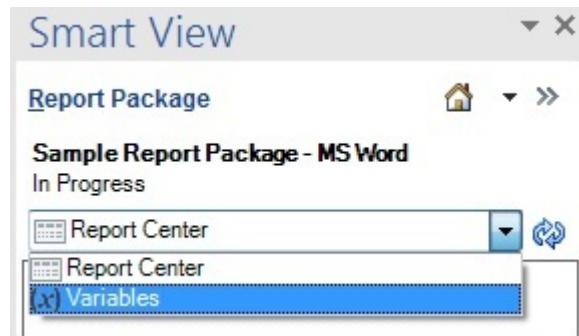 Smart View
Report Package
Sample Report Package - MS Word
In Progress
Report Center
Report Center
(x) Variables